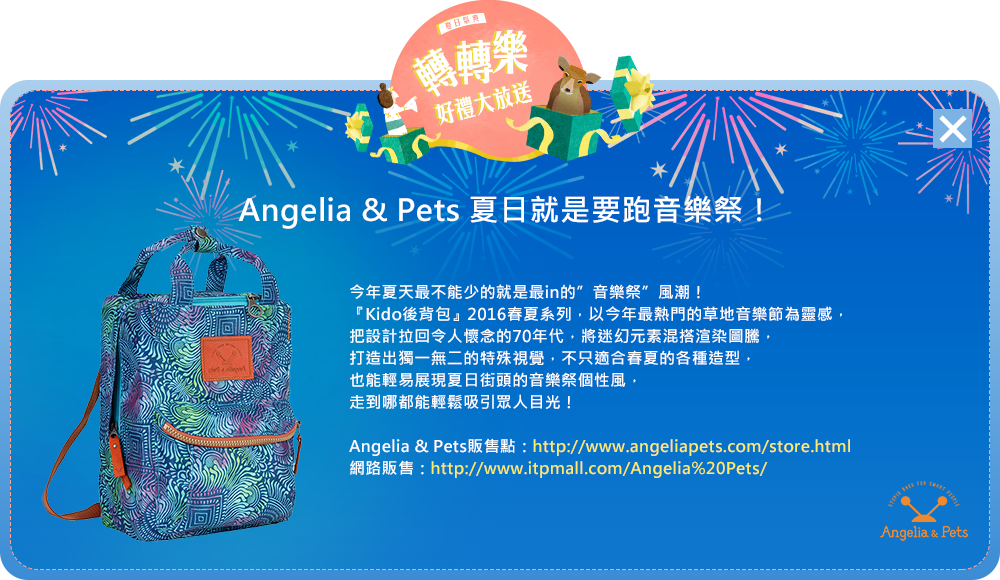 夏日祭典
轉轉樂
好禮大放送
Angelia & Pets 夏日就是要跑音樂祭！
今年夏天最不能少的就是最in的”音樂祭”風潮！
『Kido後背包』2016春夏系列，以今年最熱門的草地音樂節為靈感，
把設計拉回令人懷念的70年代，將迷幻元素混搭渲染圖騰，
打造出獨一無二的特殊視覺，不只適合春夏的各種造型，
也能輕易展現夏日街頭的音樂祭個性風，
走到哪都能輕鬆吸引眾人目光！
Angelia & Pets販售點：http://www.angeliapets.com/store.html
網路販售：http://www.itpmall.com/Angelia%20Pets/
Angelia & Pets